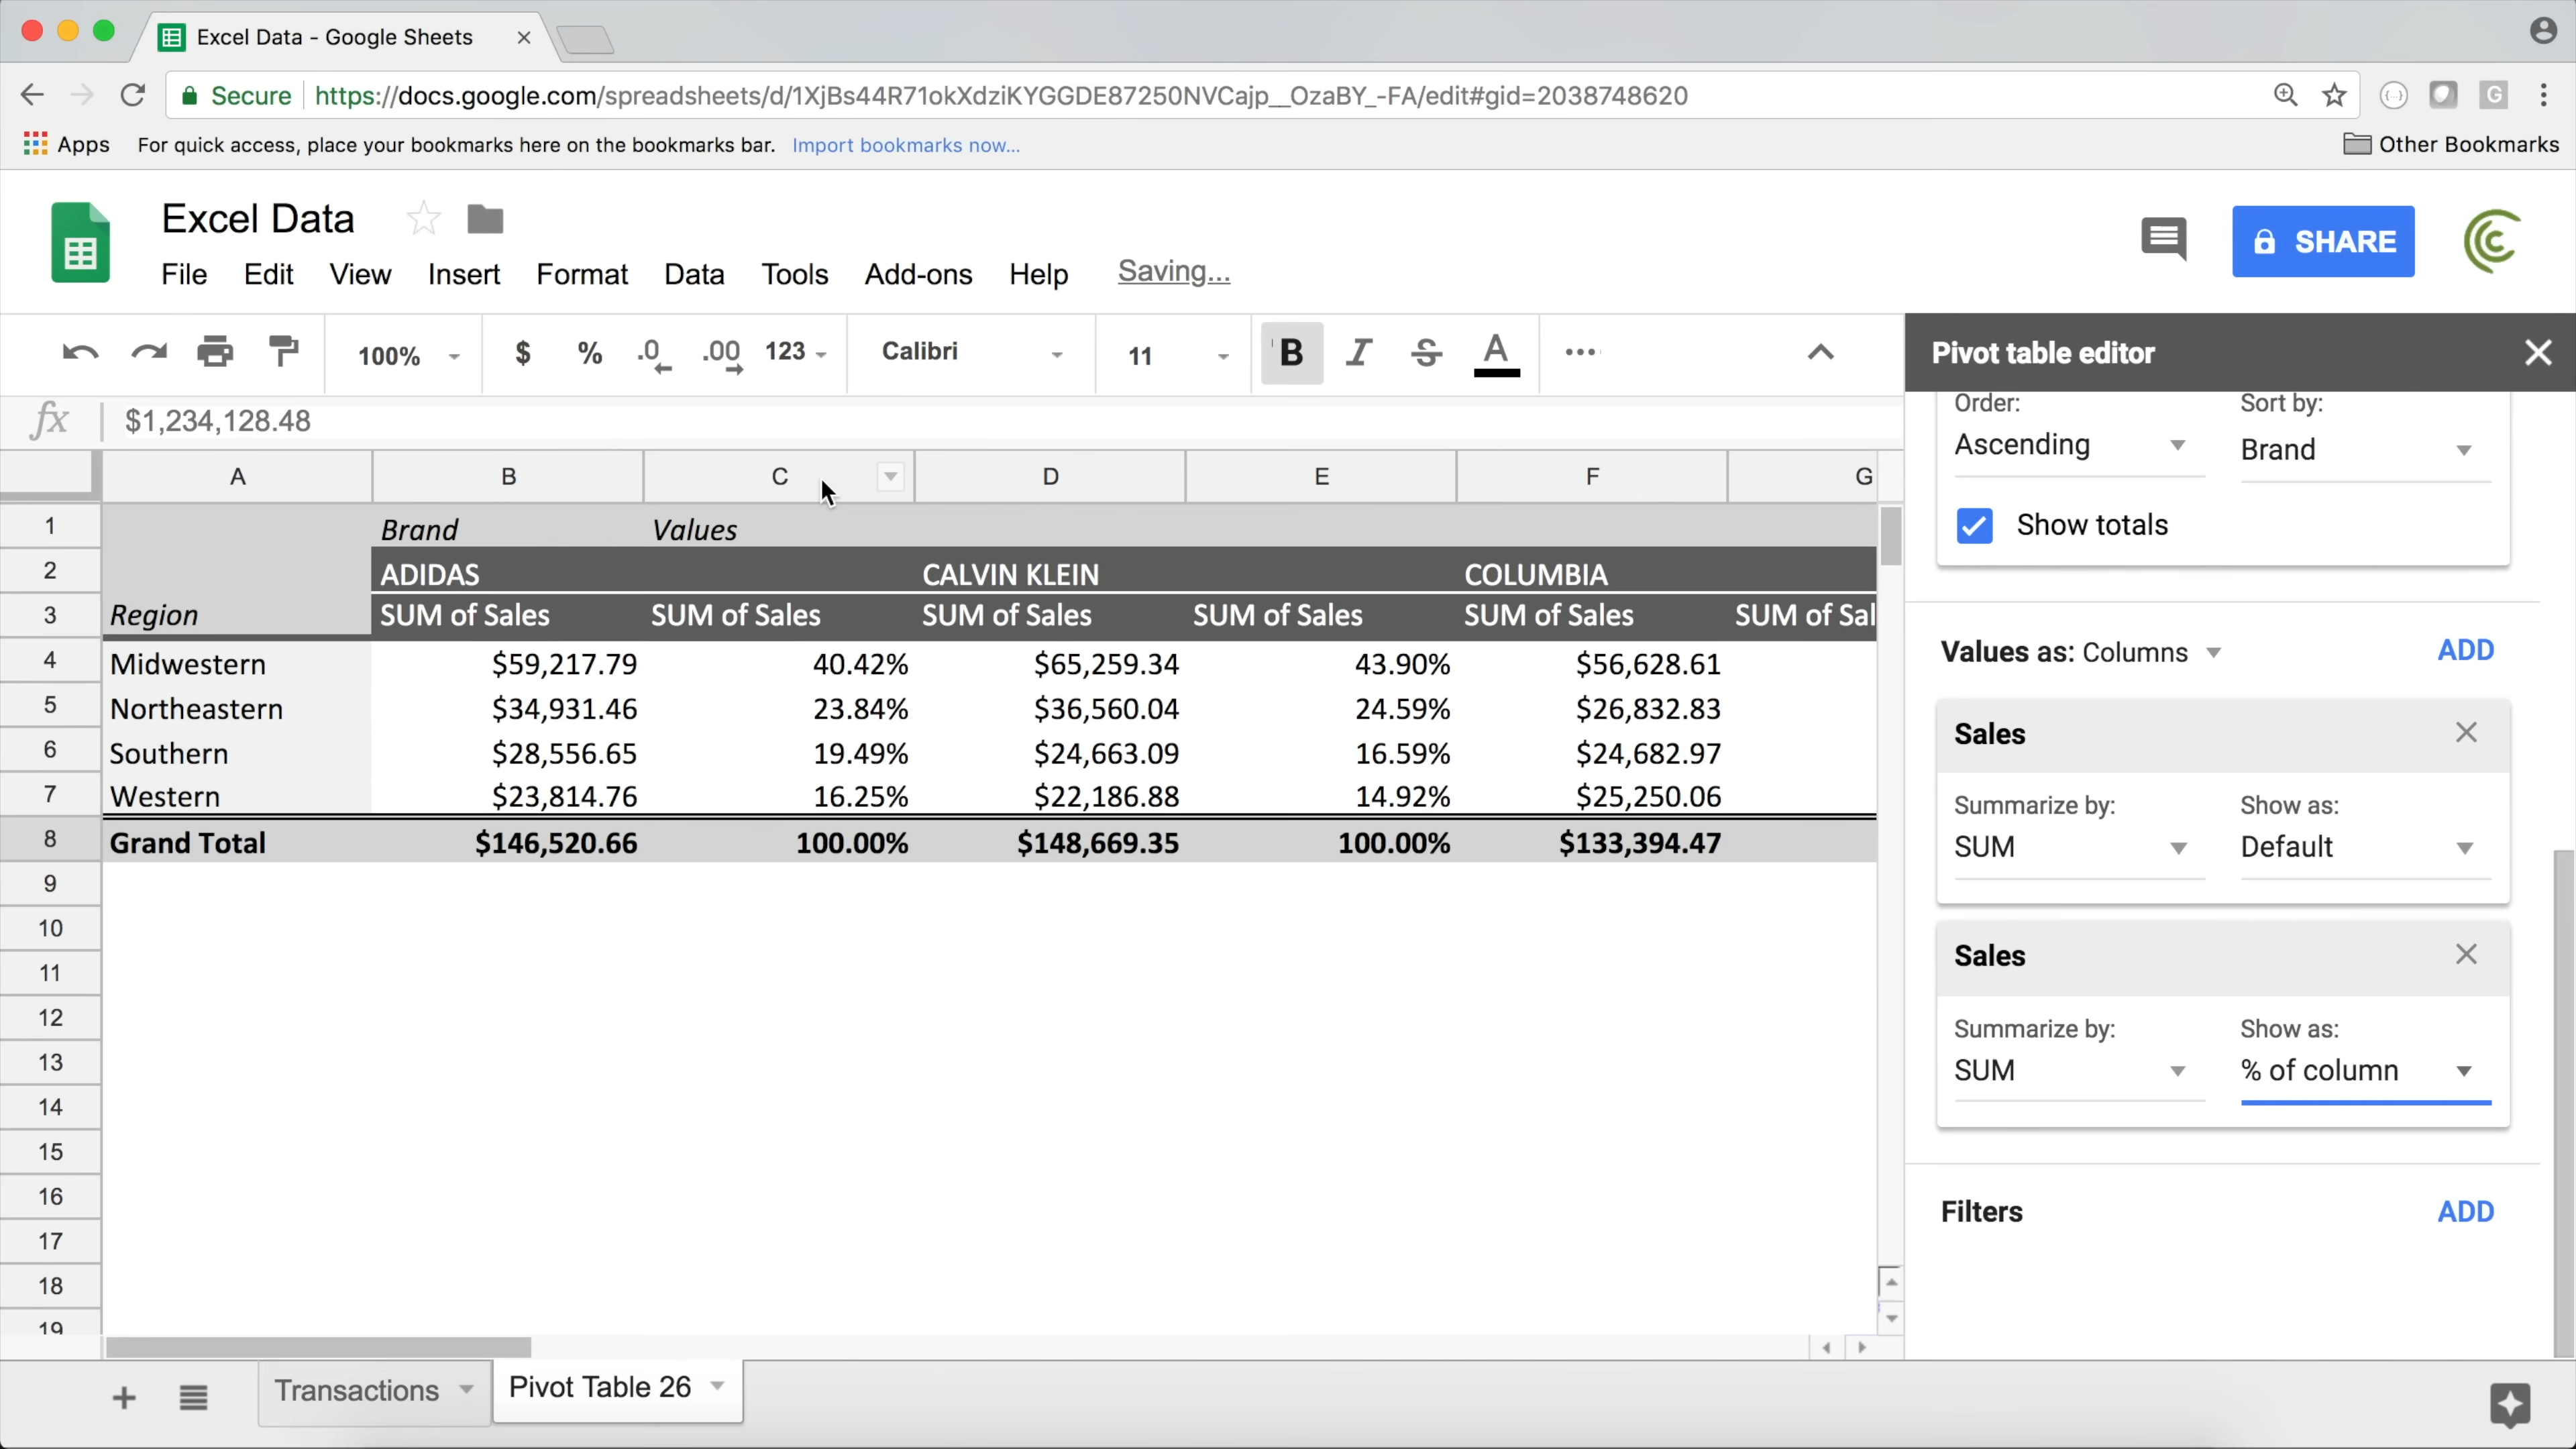 Excel Data - Google Sheets
Secure https://docs.google.com/spreadsheets/d/1XjBs44R71okXdziKYGGDE87250NVCajp__OzaBY_-FA/edit#gid=2038748620
G
Apps For quick access, place your bookmarks here on the bookmarks bar. Import bookmarks now... Other Bookmarks
Excel Data
SHARE
File Edit View Insert Format Data Tools Add-ons Help Saving...
100% $ % .0 .00 123 Calibri 11 B I S A
Pivot table editor
fx $1,234,128.48
Order: Sort by:
Ascending Brand
Show totals
A B C D E F G
1 Brand Values
2 ADIDAS CALVIN KLEIN COLUMBIA
3 Region SUM of Sales SUM of Sales SUM of Sales SUM of Sales SUM of Sales SUM of Sal
4 Midwestern $59,217.79 40.42% $65,259.34 43.90% $56,628.61
5 Northeastern $34,931.46 23.84% $36,560.04 24.59% $26,832.83
6 Southern $28,556.65 19.49% $24,663.09 16.59% $24,682.97
7 Western $23,814.76 16.25% $22,186.88 14.92% $25,250.06
8 Grand Total $146,520.66 100.00% $148,669.35 100.00% $133,394.47
9
10
11
12
13
14
15
16
17
18
19
Values as: Columns ADD
Sales
Summarize by: Show as:
SUM Default
Sales
Summarize by: Show as:
SUM % of column
Filters ADD
Transactions Pivot Table 26